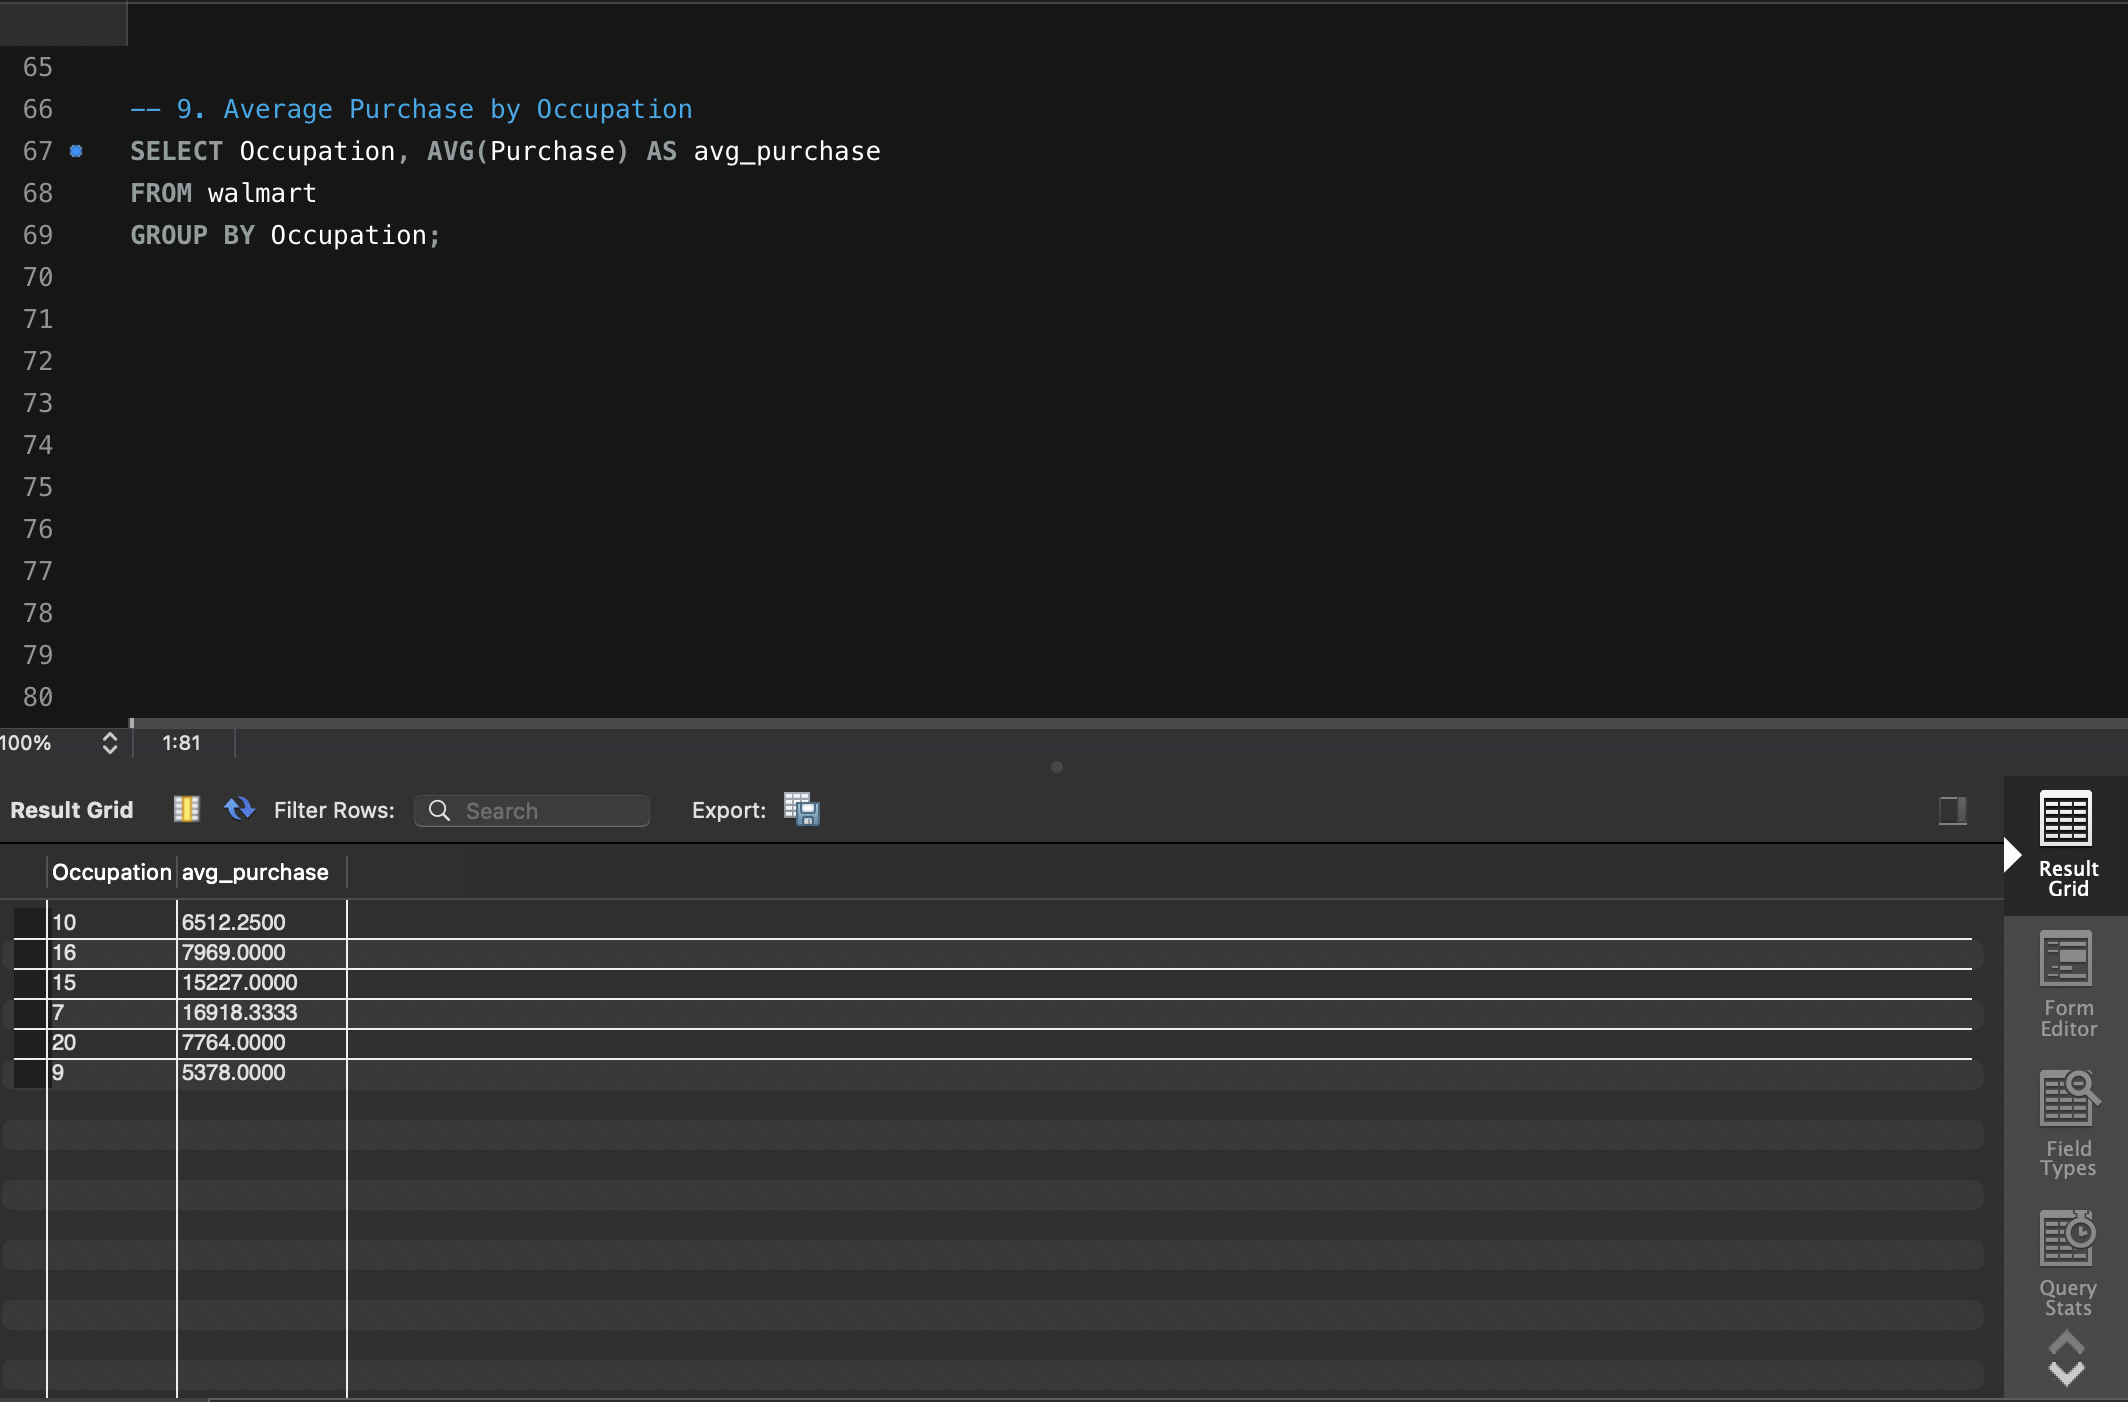 65
66 -- 9. Average Purchase by Occupation
67 SELECT Occupation, AVG(Purchase) AS avg_purchase
68 FROM walmart
69 GROUP BY Occupation;
70
71
72
73
74
75
76
77
78
79
80
100% 1:81
Result Grid Filter Rows: Search Export:
Occupation avg_purchase
10 6512.2500
16 7969.0000
15 15227.0000
7 16918.3333
20 7764.0000
9 5378.0000
Result
Grid
Form
Editor
Field
Types
Query
Stats